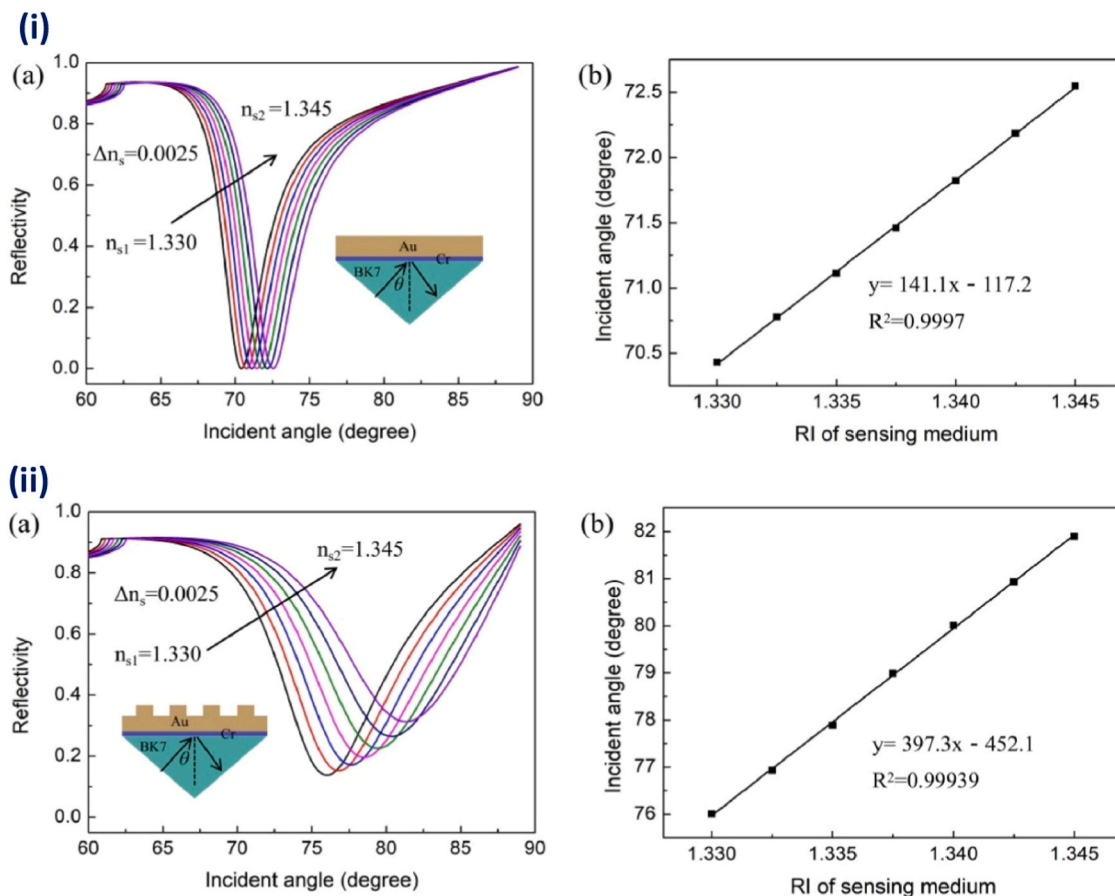 (i)
(a)
1.0
0.8
0.6
0.4
0.2
0.0
Reflectivity
n_s2 =1.345
Δn_s=0.0025
n_s1 =1.330
Au
Cr
BK7
θ
60 65 70 75 80 85 90
Incident angle (degree)
(b)
72.5
72.0
71.5
71.0
70.5
Incident angle (degree)
y= 141.1x - 117.2
R²=0.9997
1.330 1.335 1.340 1.345
RI of sensing medium
(ii)
(a)
1.0
0.8
0.6
0.4
0.2
0.0
Reflectivity
n_s2=1.345
Δn_s=0.0025
n_s1=1.330
Au
Cr
BK7
θ
60 65 70 75 80 85 90
Incident angle (degree)
(b)
82
81
80
79
78
77
76
Incident angle (degree)
y= 397.3x - 452.1
R²=0.99939
1.330 1.335 1.340 1.345
RI of sensing medium